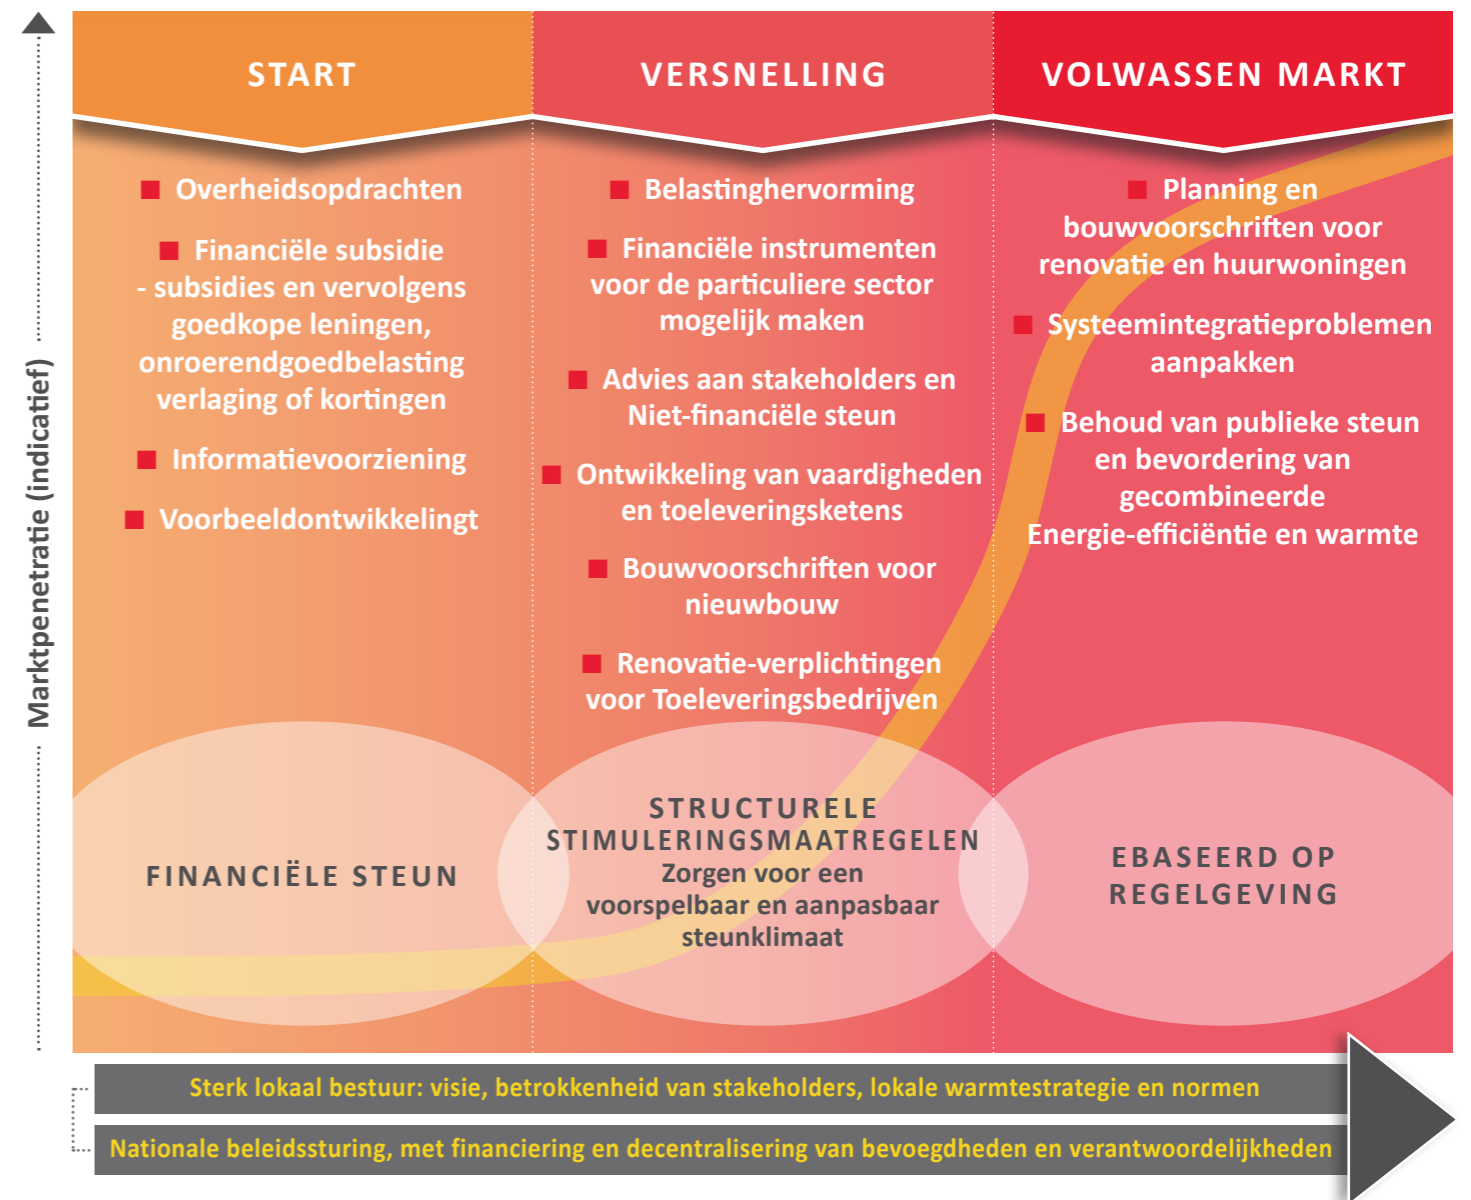 Marktpenetratie (indicatief)
START
■ Overheidsopdrachten
■ Financiële subsidie
- subsidies en vervolgens
goedkope leningen,
onroerendgoedbelasting
verlaging of kortingen
■ Informatievoorziening
■ Voorbeeldontwikkelingt
FINANCIËLE STEUN
VERSNELLING
■ Belastinghervorming
■ Financiële instrumenten
voor de particuliere sector
mogelijk maken
■ Advies aan stakeholders en
Niet-financiële steun
■ Ontwikkeling van vaardigheden
en toeleveringsketens
■ Bouwvoorschriften voor
nieuwbouw
■ Renovatie-verplichtingen
voor Toeleveringsbedrijven
STRUCTURELE
STIMULERINGSMAATREGELEN
Zorgen voor een
voorspelbaar en aanpasbaar
steunklimaat
VOLWASSEN MARKT
■ Planning en
bouwvoorschriften voor
renovatie en huurwoningen
■ Systeemintegratieproblemen
aanpakken
■ Behoud van publieke steun
en bevordering van
gecombineerde
Energie-efficiëntie en warmte
EBASEERD OP
REGELGEVING
Sterk lokaal bestuur: visie, betrokkenheid van stakeholders, lokale warmtestrategie en normen
Nationale beleidssturing, met financiering en decentralisering van bevoegdheden en verantwoordelijkheden